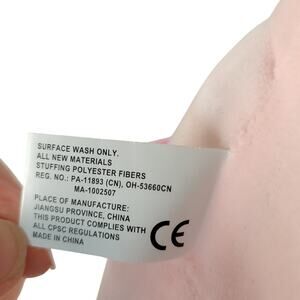 SURFACE WASH ONLY.
ALL NEW MATERIALS
STUFFING POLYESTER FIBERS
REG. NO.: PA-11893 (CN), OH-53660CN
MA-1002507
PLACE OF MANUFACTURE:
JIANGSU PROVINCE, CHINA
THIS PRODUCT COMPLIES WITH
ALL CPSC REGULATIONS
MADE IN CHINA
CE